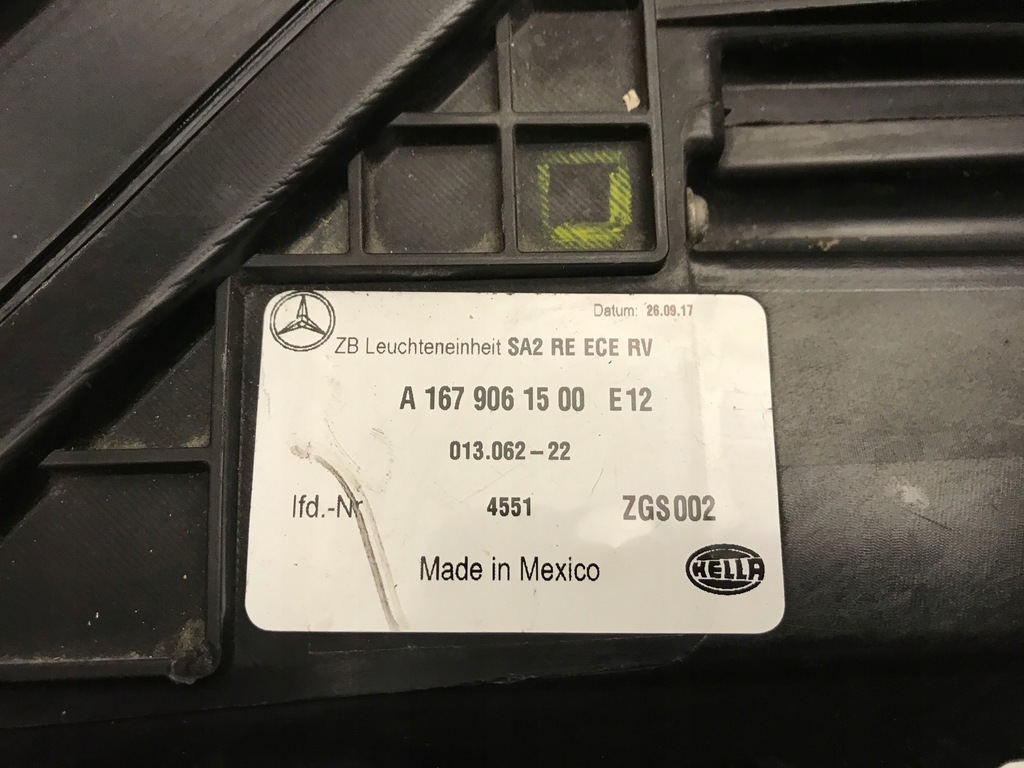 Datum: 26.09.17
ZB Leuchteneinheit SA2 RE ECE RV
A 167 906 15 00 E12
013.062-22
lfd.-Nr 4551 ZGS002
Made in Mexico
HELLA